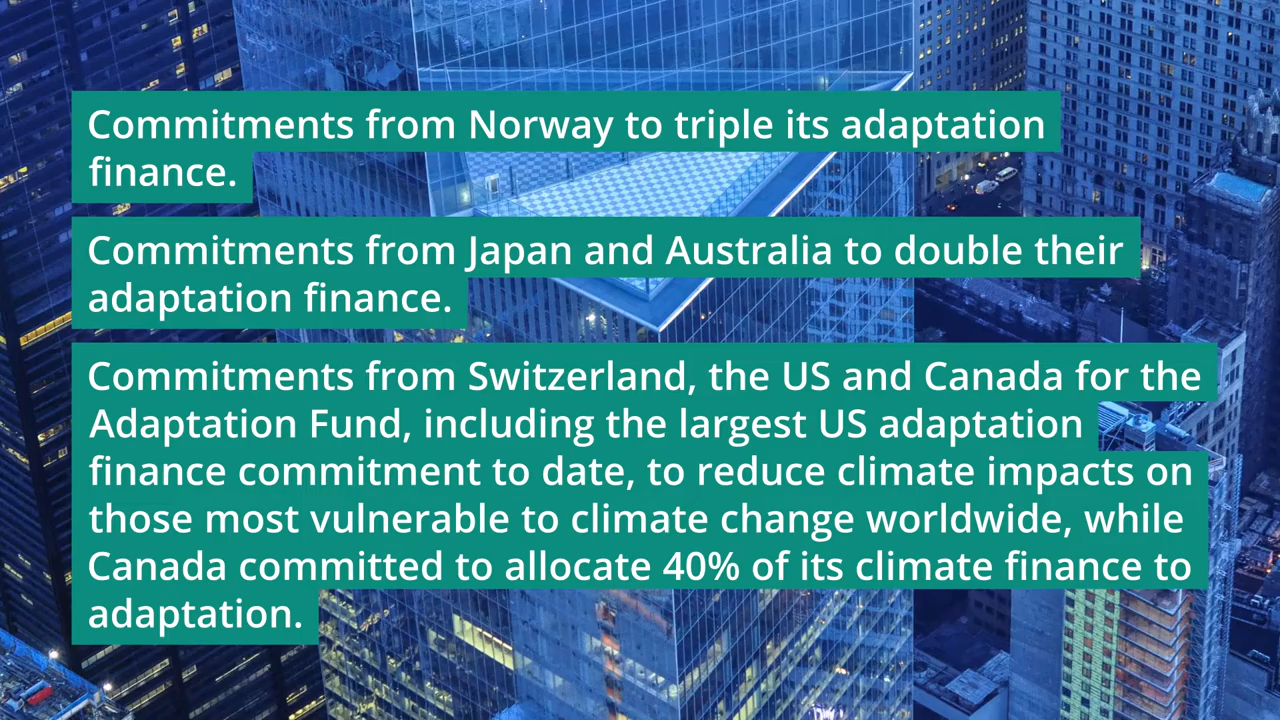 Commitments from Norway to triple its adaptation
finance.
Commitments from Japan and Australia to double their
adaptation finance.
Commitments from Switzerland, the US and Canada for the
Adaptation Fund, including the largest US adaptation
finance commitment to date, to reduce climate impacts on
those most vulnerable to climate change worldwide, while
Canada committed to allocate 40% of its climate finance to
adaptation.